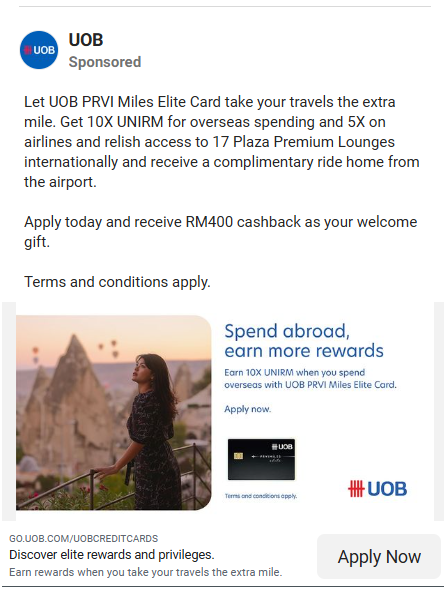 UOB
UOB
Sponsored
Let UOB PRVI Miles Elite Card take your travels the extra
mile. Get 10X UNIRM for overseas spending and 5X on
airlines and relish access to 17 Plaza Premium Lounges
internationally and receive a complimentary ride home from
the airport.
Apply today and receive RM400 cashback as your welcome
gift.
Terms and conditions apply.
Spend abroad,
earn more rewards
Earn 10X UNIRM when you spend
overseas with UOB PRVI Miles Elite Card.
Apply now.
UOB
PRVIMILES
elite
Terms and conditions apply.
UOB
GO.UOB.COM/UOBCREDITCARDS
Discover elite rewards and privileges.
Earn rewards when you take your travels the extra mile.
Apply Now